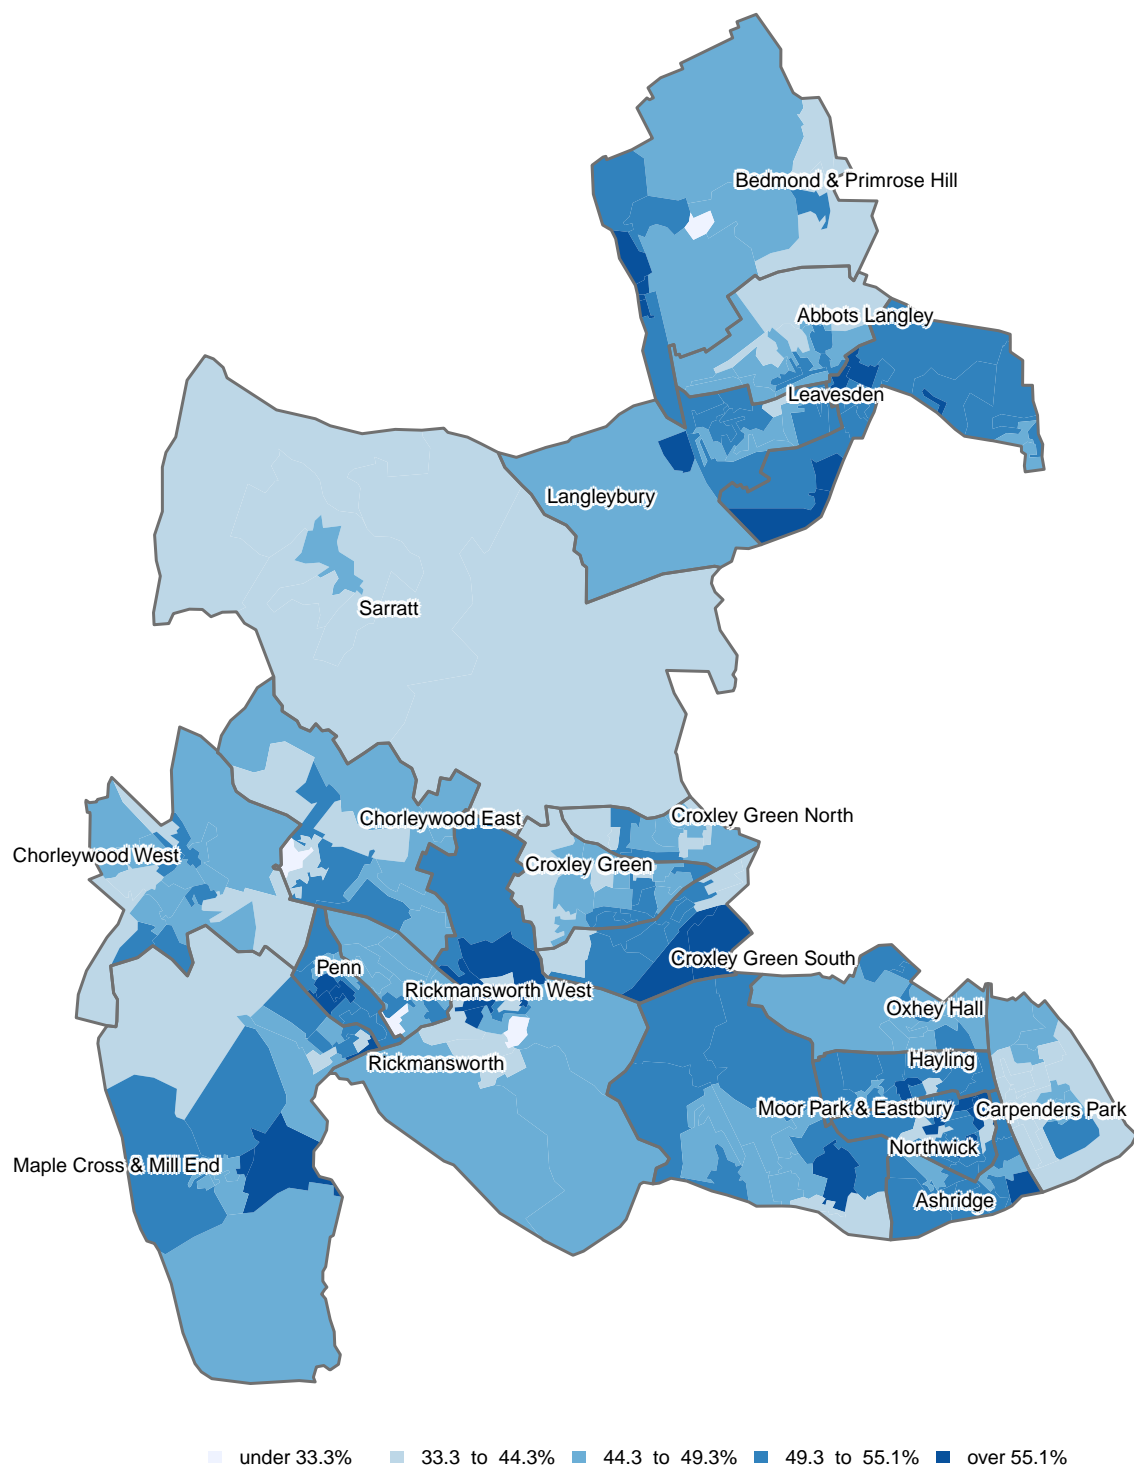 Bedmond & Primrose Hill
Abbots Langley
Leavesden
Langleybury
Sarratt
Chorleywood East
Croxley Green North
Chorleywood West
Croxley Green
Croxley Green South
Penn
Rickmansworth West
Oxhey Hall
Rickmansworth
Hayling
Moor Park & Eastbury
Carpenders Park
Northwick
Maple Cross & Mill End
Ashridge
under 33.3% 33.3 to 44.3% 44.3 to 49.3% 49.3 to 55.1% over 55.1%